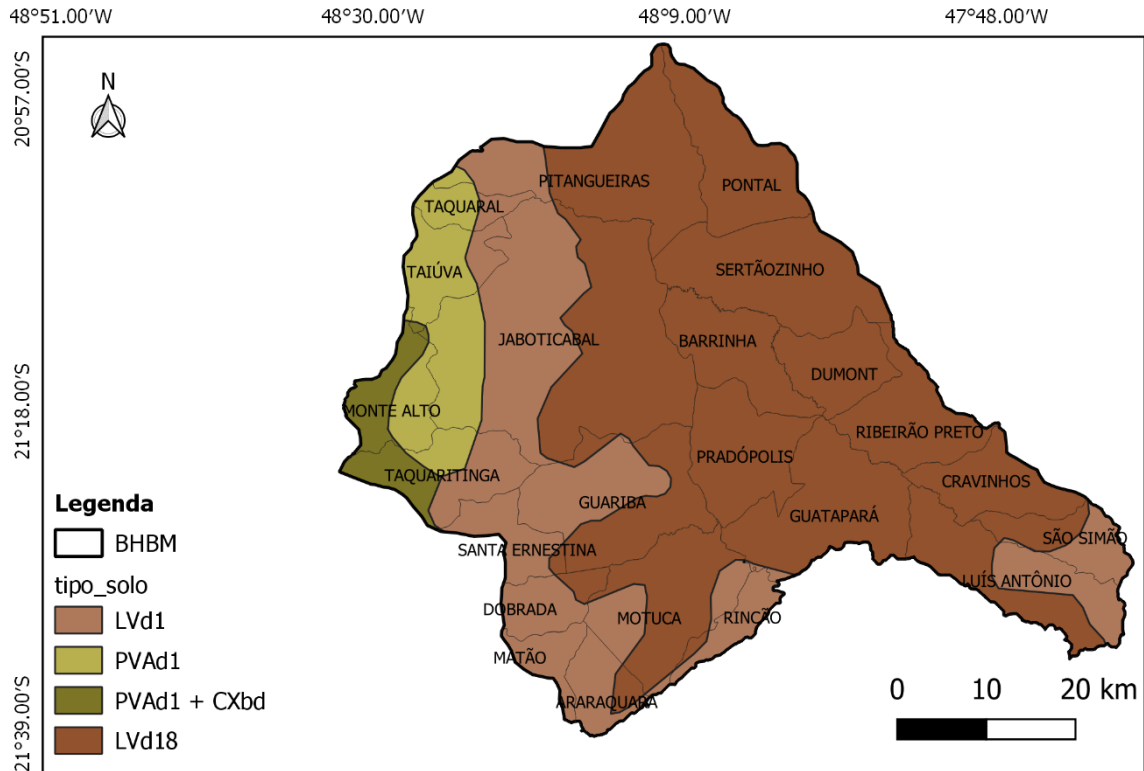 48°51.00'W 48°30.00'W 48°9.00'W 47°48.00'W
20°57.00'S
21°18.00'S
21°39.00'S
N
PITANGUEIRAS
PONTAL
TAQUARAL
TAIÚVA
SERTÃOZINHO
JABOTICABAL
BARRINHA
DUMONT
MONTE ALTO
RIBEIRÃO PRETO
PRADÓPOLIS
TAQUARITINGA
CRAVINHOS
GUARIBA
GUATAPARÁ
SÃO SIMÃO
SANTA ERNESTINA
LUÍS ANTÔNIO
DOBRADA
MOTUCA
RINCÃO
MATÃO
ARARAQUARA
Legenda
BHBM
tipo_solo
LVd1
PVAd1
PVAd1 + CXbd
LVd18
0 10 20 km